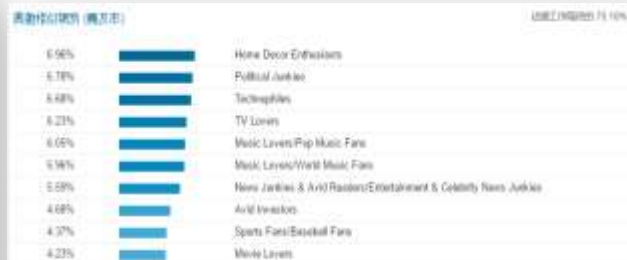 6.96% Home Decor Enthusiasts
6.78% Political Junkies
6.68% Technophiles
6.23% TV Lovers
6.05% Music Lovers/Pop Music Fans
5.96% Music Lovers/World Music Fans
5.59% News Junkies & Avid Readers/Entertainment & Celebrity News Junkies
4.68% Avid Investors
4.37% Sports Fans/Baseball Fans
4.23% Movie Lovers